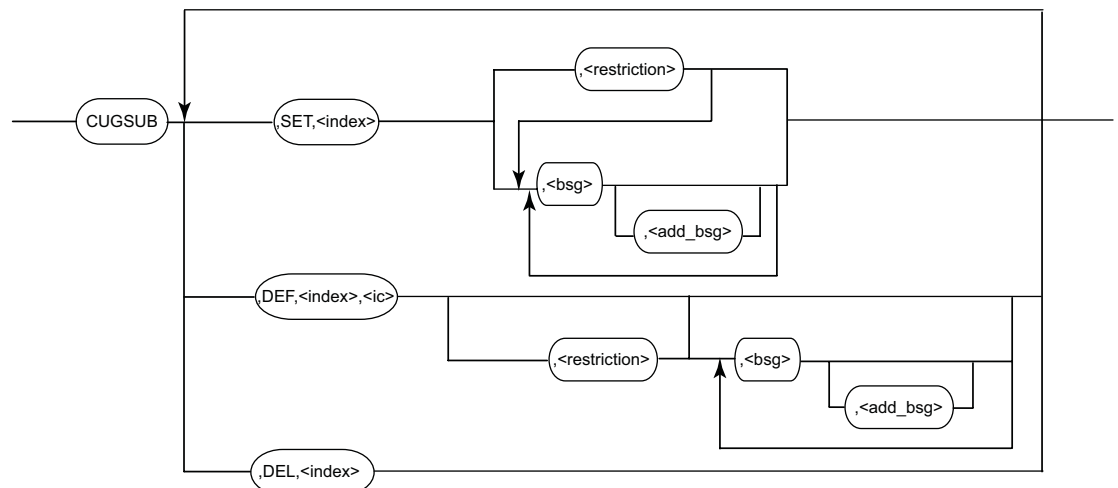 ,<restriction>
CUGSUB
,SET,<index>
,<bsg>
,<add_bsg>
,DEF,<index>,<ic>
,<restriction>
,<bsg>
,<add_bsg>
,DEL,<index>